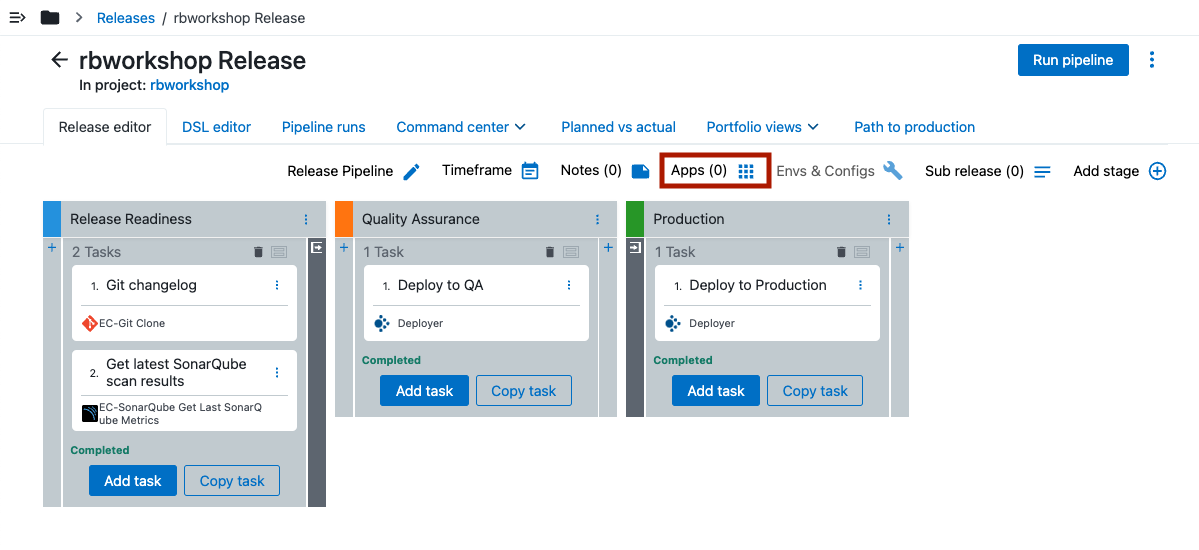 Releases / rbworkshop Release
rbworkshop Release
Run pipeline
In project: rbworkshop
Release editor DSL editor Pipeline runs Command center Planned vs actual Portfolio views Path to production
Release Pipeline Timeframe Notes (0) Apps (0) Envs & Configs Sub release (0) Add stage
Release Readiness
2 Tasks
1. Git changelog
EC-Git Clone
2. Get latest SonarQube
scan results
EC-SonarQube Get Last SonarQ
ube Metrics
Completed
Add task Copy task
Quality Assurance
1 Task
1. Deploy to QA
Deployer
Completed
Add task Copy task
Production
1 Task
1. Deploy to Production
Deployer
Completed
Add task Copy task